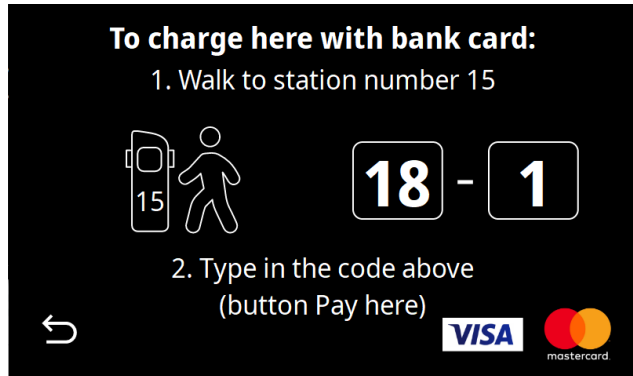 To charge here with bank card:
1. Walk to station number 15
15
18 - 1
2. Type in the code above
(button Pay here)
VISA
mastercard.